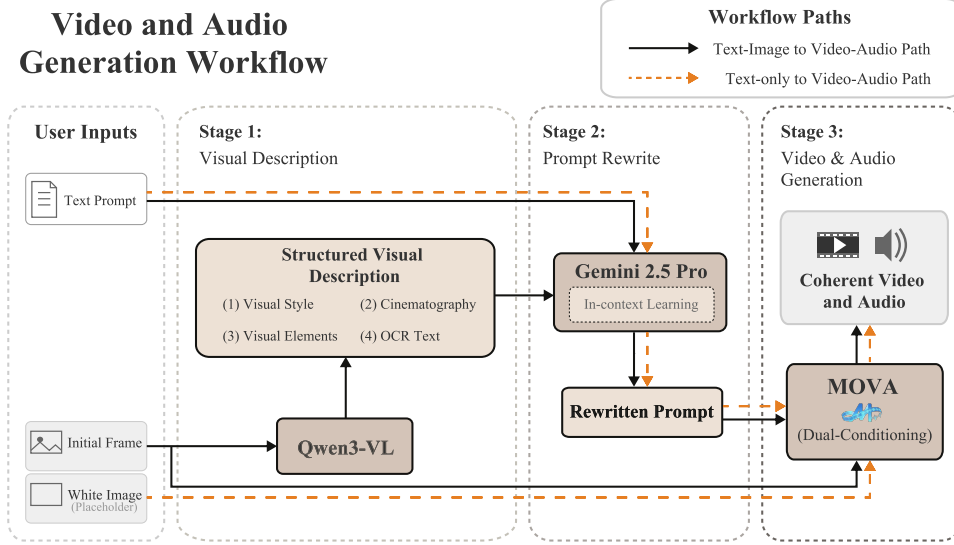 Video and Audio
Generation Workflow
Workflow Paths
Text-Image to Video-Audio Path
Text-only to Video-Audio Path
User Inputs
Text Prompt
Initial Frame
White Image
(Placeholder)
Stage 1:
Visual Description
Structured Visual
Description
(1) Visual Style
(2) Cinematography
(3) Visual Elements
(4) OCR Text
Qwen3-VL
Stage 2:
Prompt Rewrite
Gemini 2.5 Pro
In-context Learning
Rewritten Prompt
Stage 3:
Video & Audio
Generation
Coherent Video
and Audio
MOVA
(Dual-Conditioning)